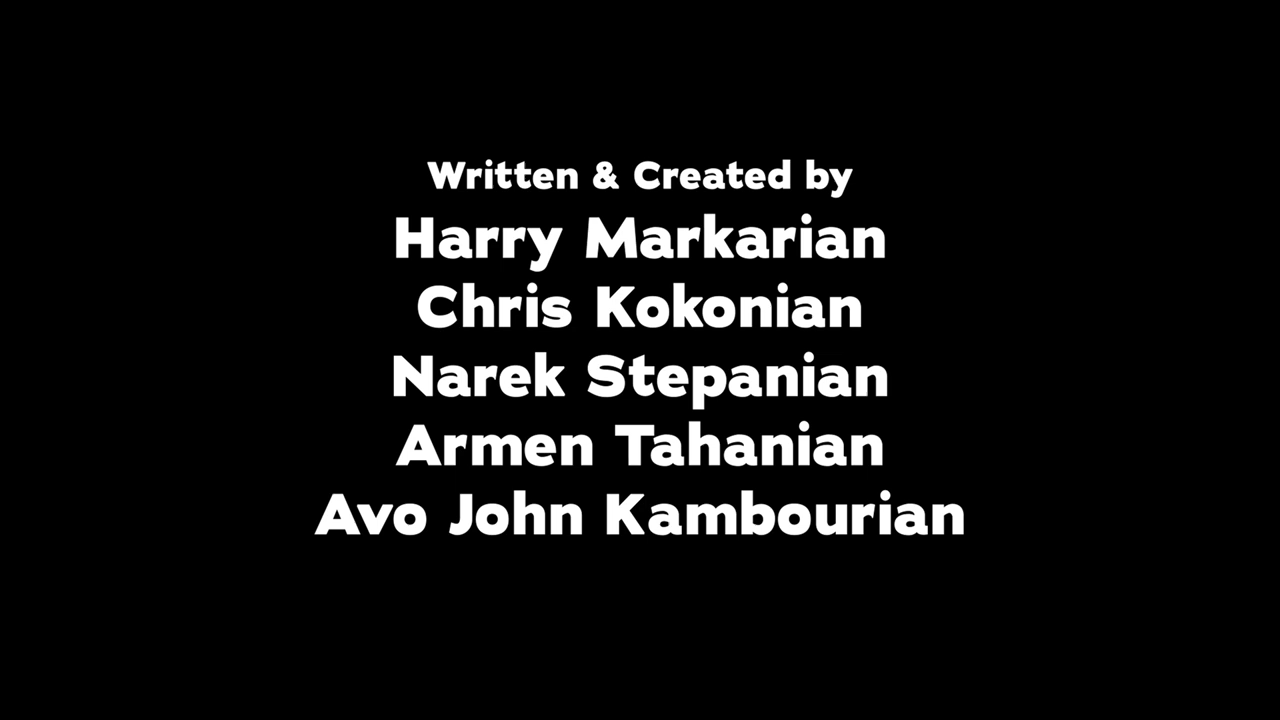 Written & Created by
Harry Markarian
Chris Kokonian
Narek Stepanian
Armen Tahanian
Avo John Kambourian